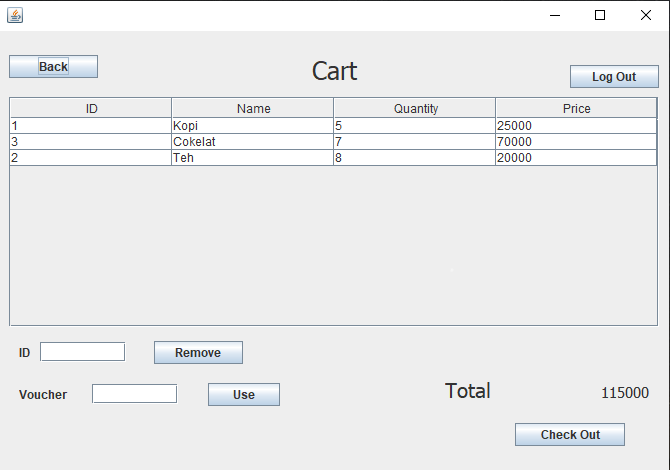 Back
Cart
Log Out
ID Name Quantity Price
1 Kopi 5 25000
3 Cokelat 7 70000
2 Teh 8 20000
ID Remove
Voucher Use
Total 115000
Check Out